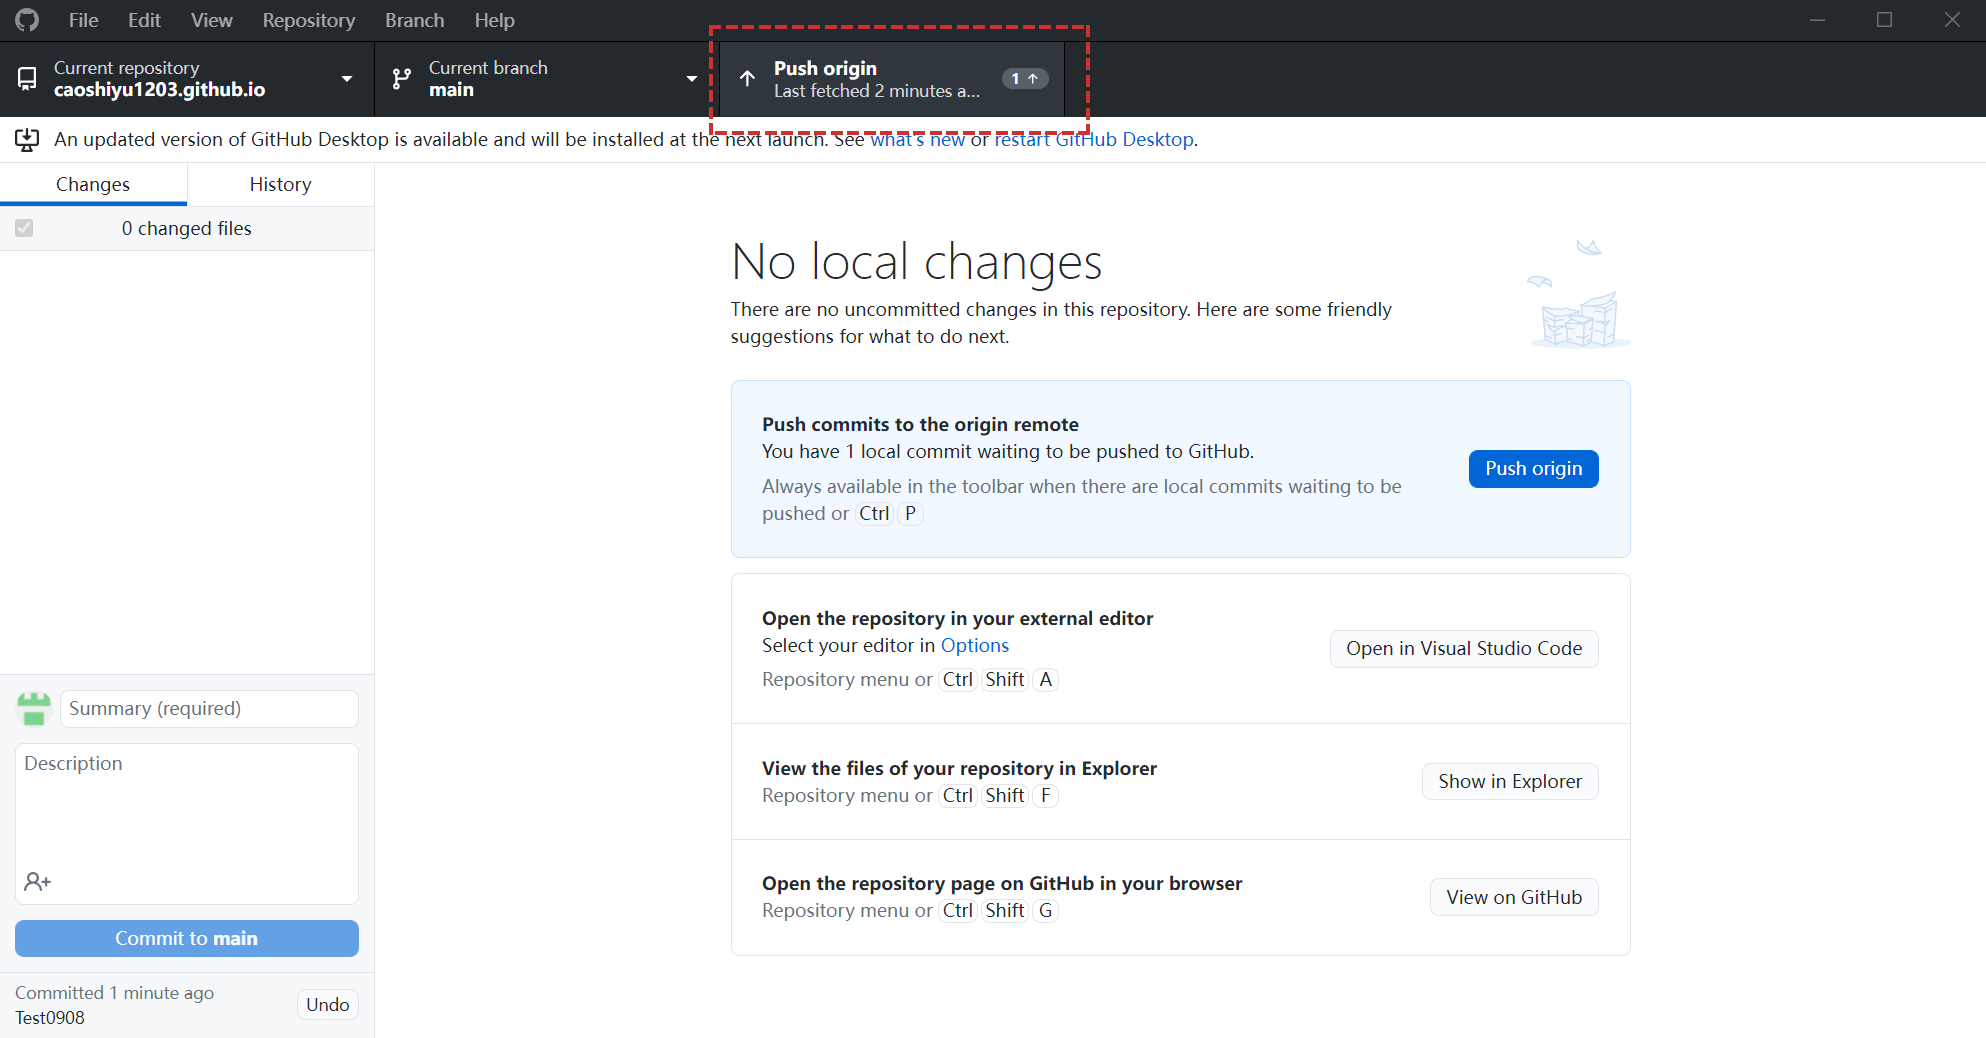 File Edit View Repository Branch Help
Current repository
caoshiyu1203.github.io
Current branch
main
Push origin
Last fetched 2 minutes a...
1
An updated version of GitHub Desktop is available and will be installed at the next launch. See what's new or restart GitHub Desktop.
Changes
History
0 changed files
No local changes
There are no uncommitted changes in this repository. Here are some friendly
suggestions for what to do next.
Push commits to the origin remote
You have 1 local commit waiting to be pushed to GitHub.
Always available in the toolbar when there are local commits waiting to be
pushed or Ctrl P
Push origin
Open the repository in your external editor
Select your editor in Options
Repository menu or Ctrl Shift A
Open in Visual Studio Code
View the files of your repository in Explorer
Repository menu or Ctrl Shift F
Show in Explorer
Open the repository page on GitHub in your browser
Repository menu or Ctrl Shift G
View on GitHub
Summary (required)
Description
Commit to main
Committed 1 minute ago
Test0908
Undo